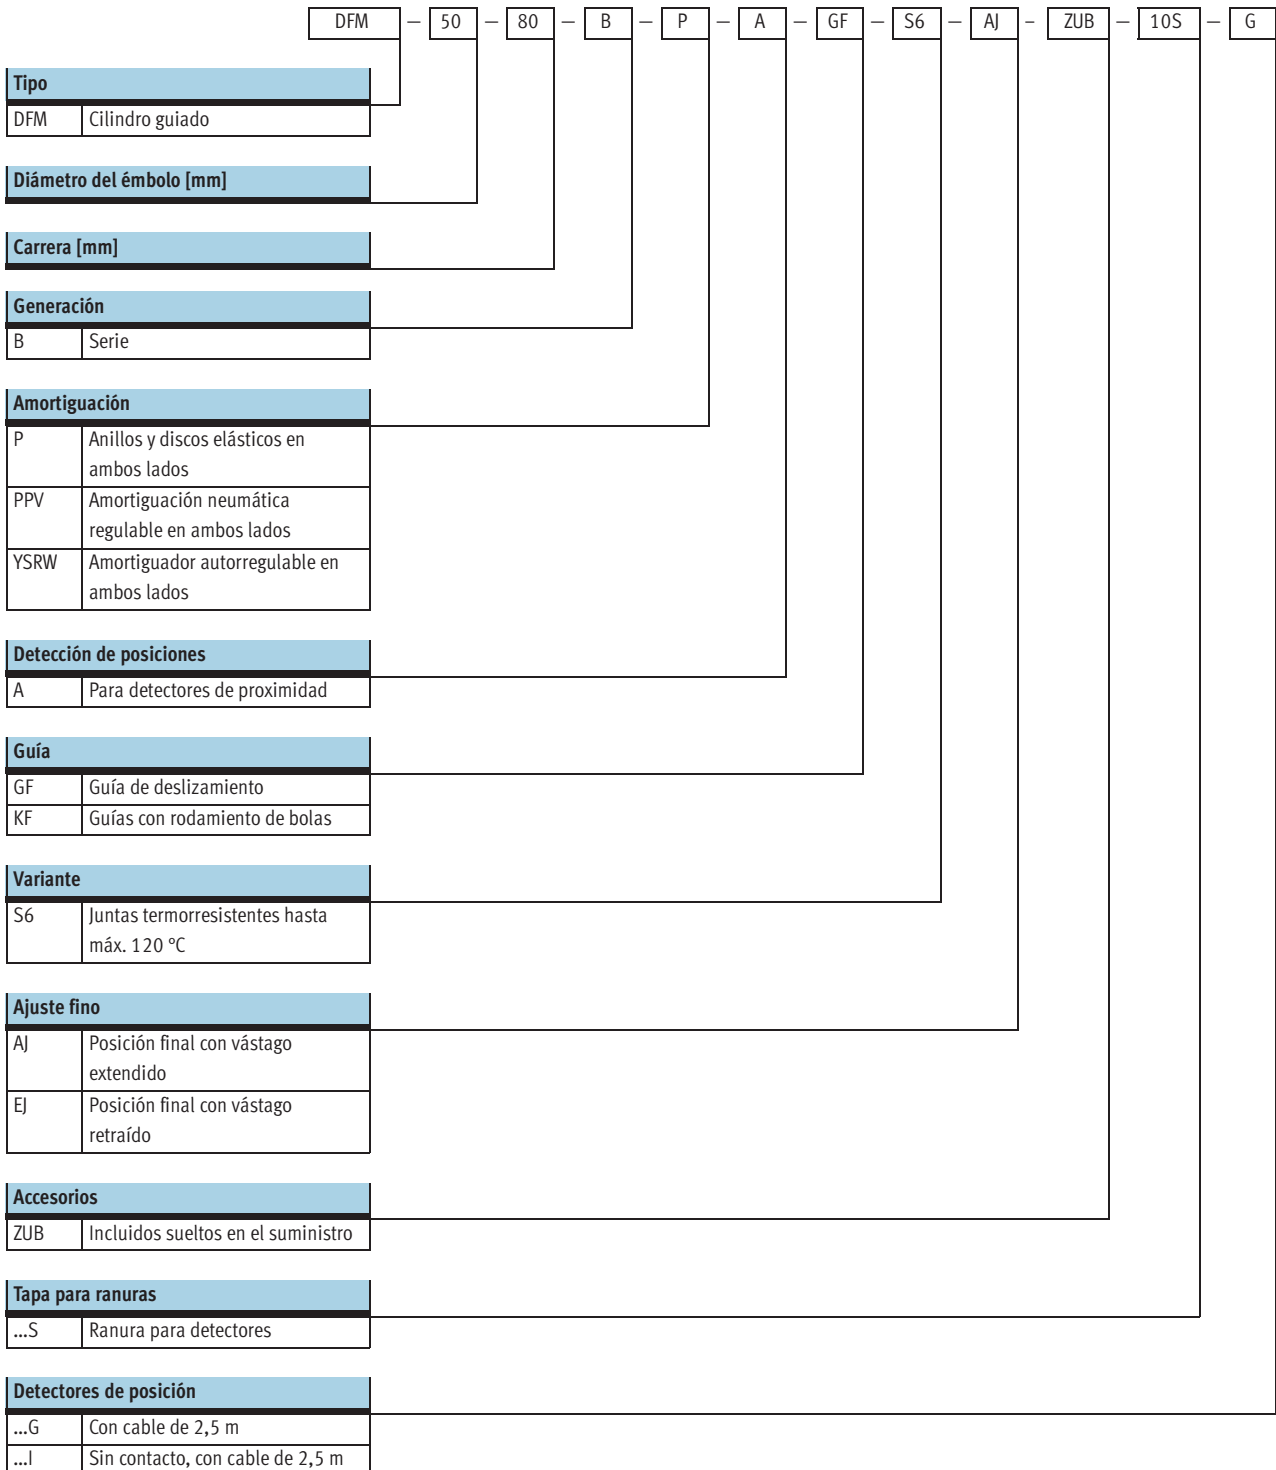 DFM — 50 — 80 — B — P — A — GF — S6 — AJ – ZUB — 10S — G
Tipo
DFM Cilindro guiado
Diámetro del émbolo [mm]
Carrera [mm]
Generación
B Serie
Amortiguación
P Anillos y discos elásticos en
ambos lados
PPV Amortiguación neumática
regulable en ambos lados
YSRW Amortiguador autorregulable en
ambos lados
Detección de posiciones
A Para detectores de proximidad
Guía
GF Guía de deslizamiento
KF Guías con rodamiento de bolas
Variante
S6 Juntas termorresistentes hasta
máx. 120 °C
Ajuste fino
AJ Posición final con vástago
extendido
EJ Posición final con vástago
retraído
Accesorios
ZUB Incluidos sueltos en el suministro
Tapa para ranuras
...S Ranura para detectores
Detectores de posición
...G Con cable de 2,5 m
...I Sin contacto, con cable de 2,5 m